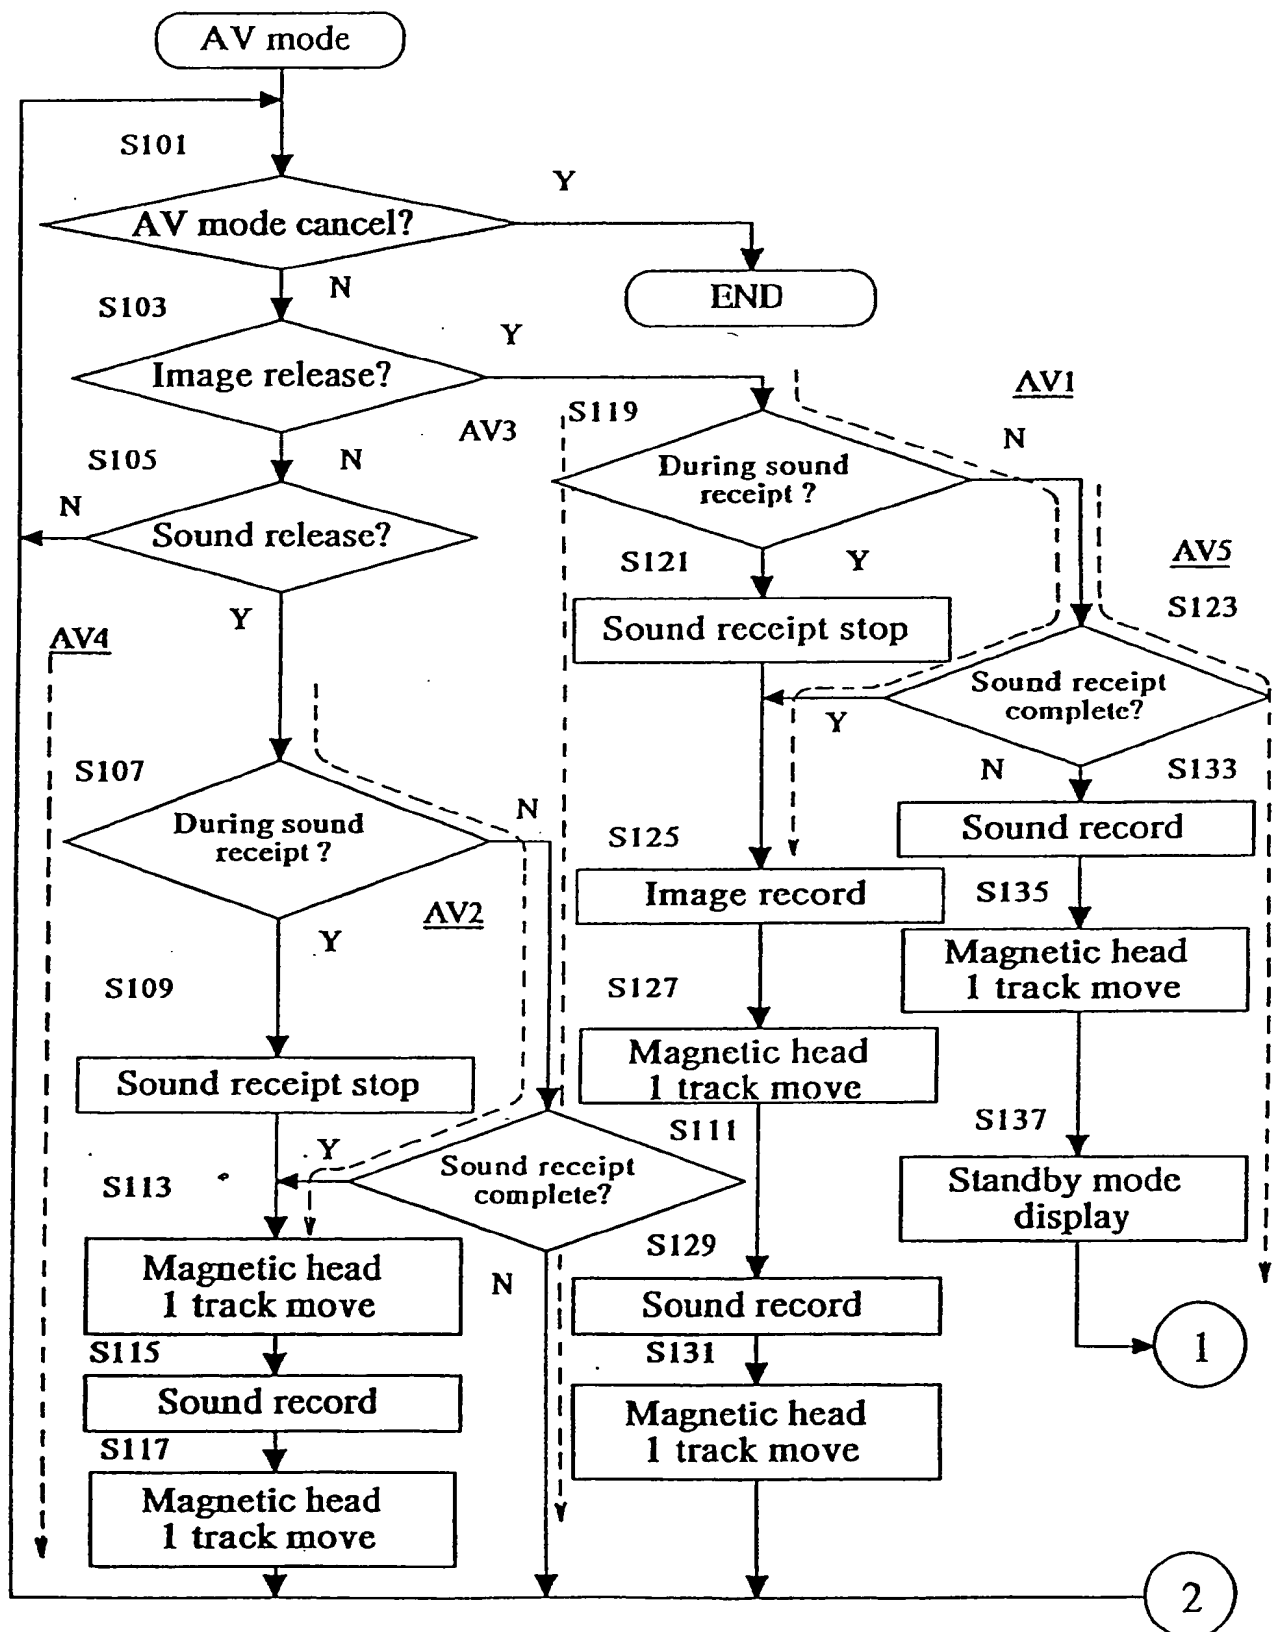 AV mode
S101
Y
AV mode cancel?
N
END
S103
Y
Image release?
AV1
S119
N
AV3
S105
N
During sound
receipt ?
N
Sound release?
S121
Y
AV5
S123
Y
Sound receipt stop
AV4
Sound receipt
complete?
Y
S107
N
S133
N
During sound
receipt ?
S125
Sound record
Image record
S135
AV2
Y
Magnetic head
1 track move
S109
S127
Magnetic head
1 track move
Sound receipt stop
S137
S111
Y
Sound receipt
complete?
S113
Standby mode
display
S129
Magnetic head
1 track move
N
Sound record
S115
S131
1
Sound record
Magnetic head
1 track move
S117
Magnetic head
1 track move
2